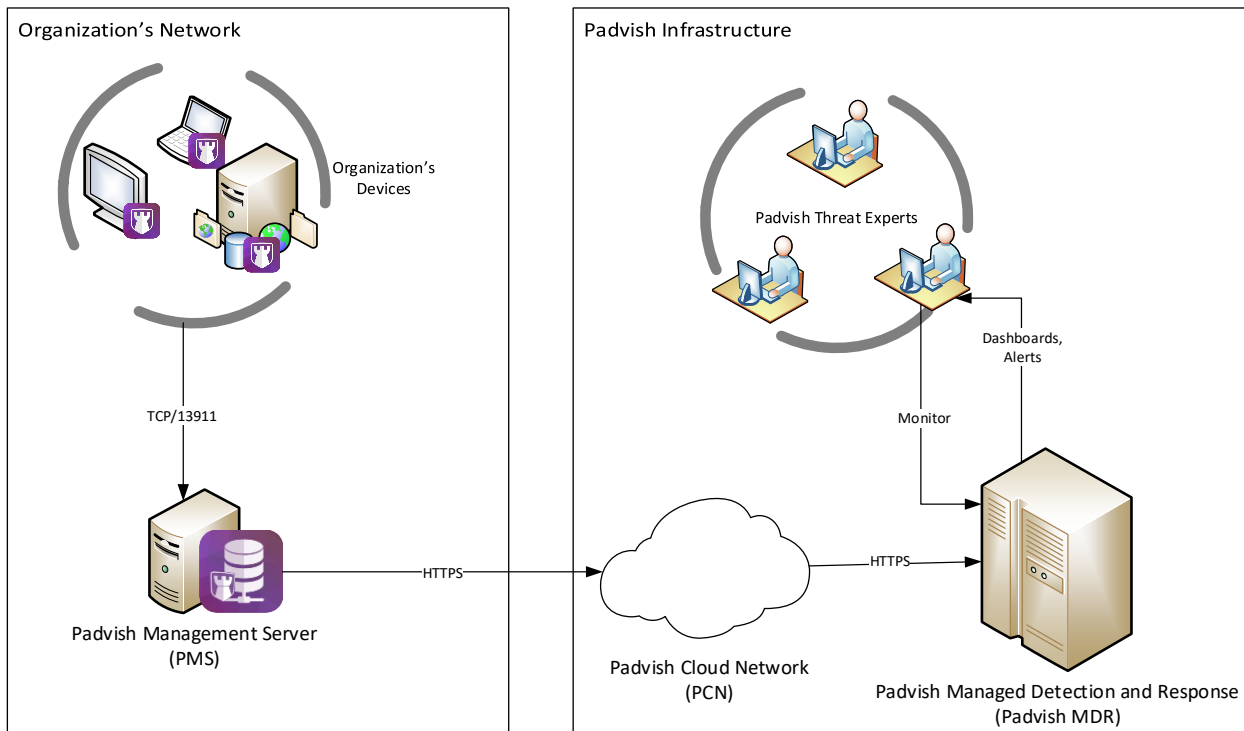 Organization's Network
Organization's
Devices
TCP/13911
Padvish Management Server
(PMS)
HTTPS
Padvish Infrastructure
Padvish Threat Experts
Dashboards,
Alerts
Monitor
HTTPS
Padvish Cloud Network
(PCN)
Padvish Managed Detection and Response
(Padvish MDR)